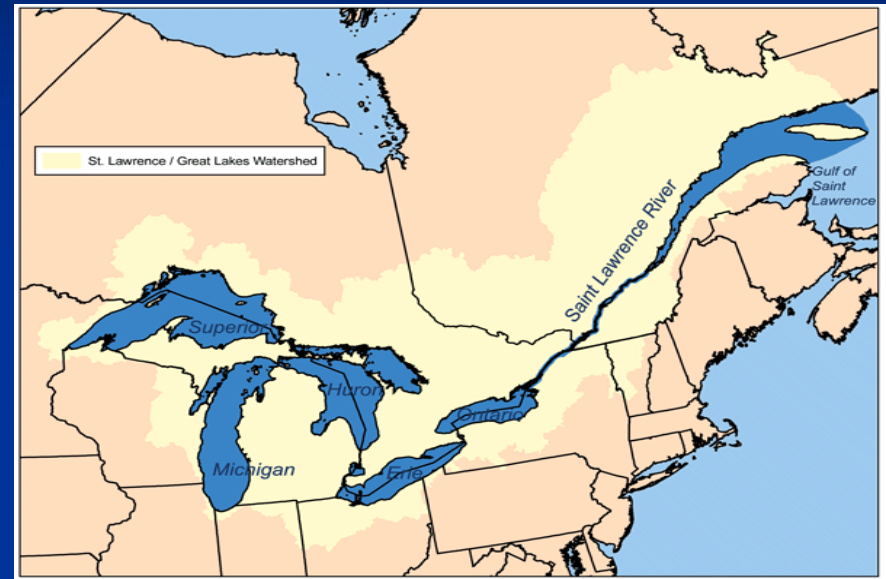 St. Lawrence / Great Lakes Watershed
Gulf of
Saint
Lawrence
Saint Lawrence River
Superior
Huron
Ontario
Michigan
Erie